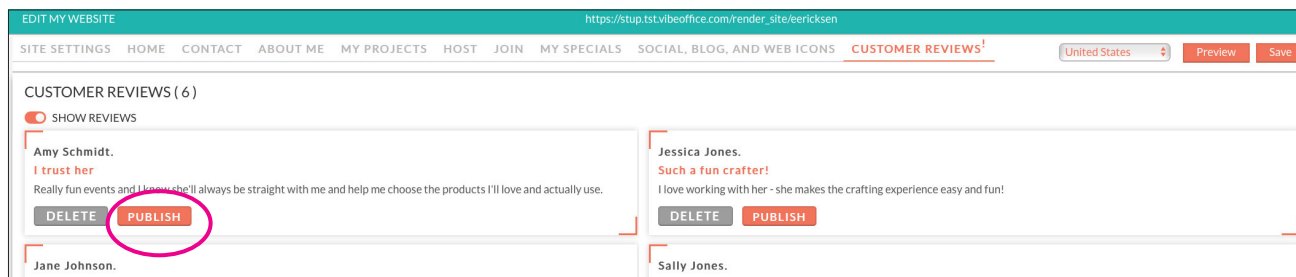 EDIT MY WEBSITE https://stup.tst.vibeoffice.com/render_site/eericksen
SITE SETTINGS HOME CONTACT ABOUT ME MY PROJECTS HOST JOIN MY SPECIALS SOCIAL, BLOG, AND WEB ICONS CUSTOMER REVIEWS! United States Preview Save
CUSTOMER REVIEWS ( 6 )
SHOW REVIEWS
Amy Schmidt.
I trust her
Really fun events and I know she'll always be straight with me and help me choose the products I'll love and actually use.
DELETE PUBLISH
Jessica Jones.
Such a fun crafter!
I love working with her - she makes the crafting experience easy and fun!
DELETE PUBLISH
Jane Johnson.
Sally Jones.